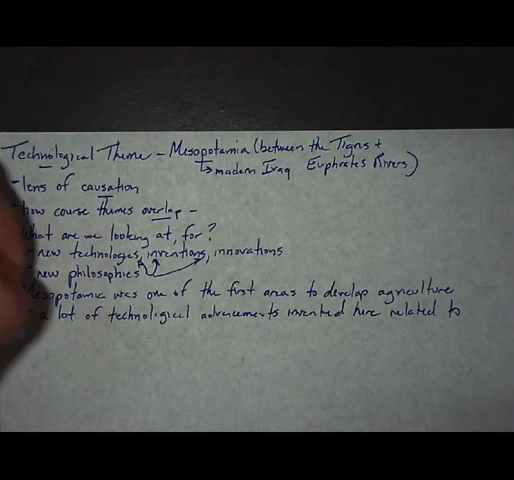 Technological Theme - Mesopotamia (between the Tigris +
↳ modern Iraq Euphrates Rivers)
- lens of causation
- how course themes overlap -
What are we looking at, for?
- new technologies, inventions, innovations
- new philosophies
Mesopotamia was one of the first areas to develop agriculture
- a lot of technological advancements invented here related to